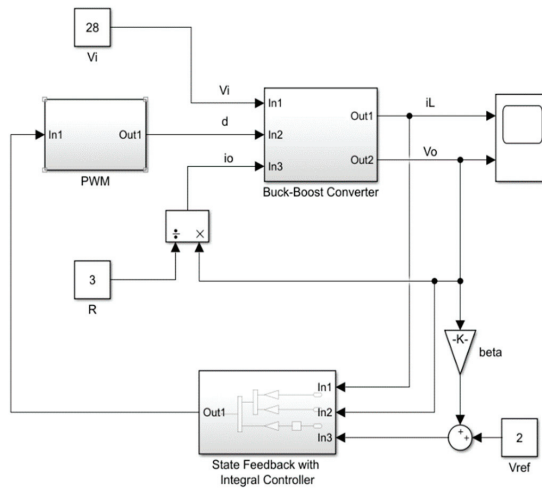 28
Vi
Vi
iL
In1
Out1
In1
Out1
d
In2
Vo
io
Out2
In3
PWM
Buck-Boost Converter
÷ ×
3
R
-K-
beta
In1
Out1
In2
In3
+
+
2
State Feedback with
Integral Controller
Vref